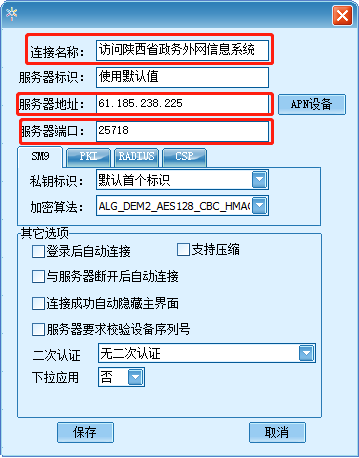 连接名称: 访问陕西省政务外网信息系统
服务器标识: 使用默认值
服务器地址: 61.185.238.225 APN设备
服务器端口: 25718
SM9 PKI RADIUS CSP
私钥标识: 默认首个标识
加密算法: ALG_DEM2_AES128_CBC_HMAC
其它选项
登录后自动连接 支持压缩
与服务器断开后自动连接
连接成功自动隐藏主界面
服务器要求校验设备序列号
二次认证 无二次认证
下拉应用 否
保存 取消